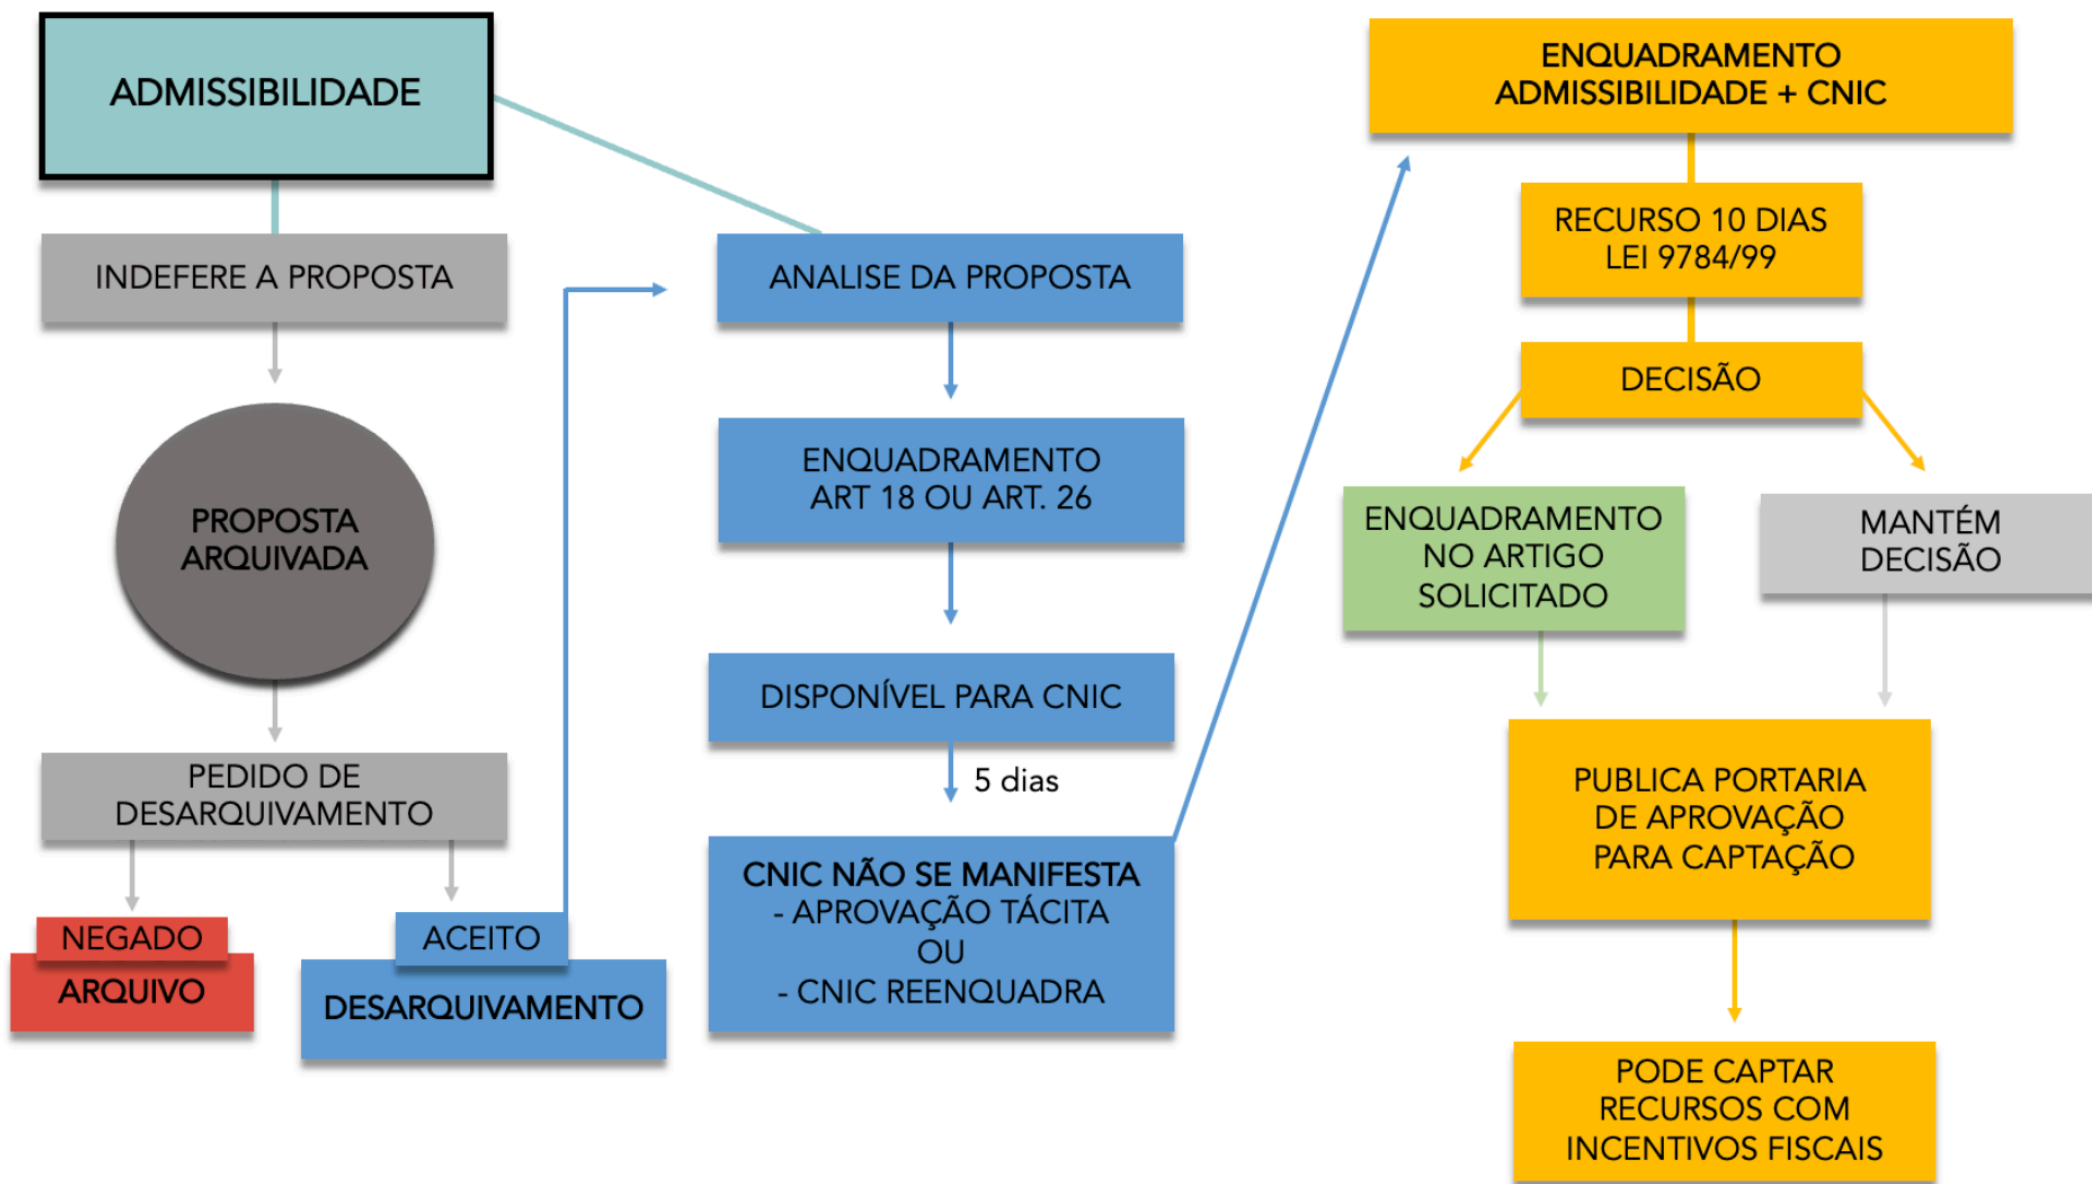 ADMISSIBILIDADE
INDEFERE A PROPOSTA
PROPOSTA
ARQUIVADA
PEDIDO DE
DESARQUIVAMENTO
NEGADO
ARQUIVO
ACEITO
DESARQUIVAMENTO
ANALISE DA PROPOSTA
ENQUADRAMENTO
ART 18 OU ART. 26
DISPONÍVEL PARA CNIC
5 dias
CNIC NÃO SE MANIFESTA
- APROVAÇÃO TÁCITA
OU
- CNIC REENQUADRA
ENQUADRAMENTO
ADMISSIBILIDADE + CNIC
RECURSO 10 DIAS
LEI 9784/99
DECISÃO
ENQUADRAMENTO
NO ARTIGO
SOLICITADO
MANTÉM
DECISÃO
PUBLICA PORTARIA
DE APROVAÇÃO
PARA CAPTAÇÃO
PODE CAPTAR
RECURSOS COM
INCENTIVOS FISCAIS